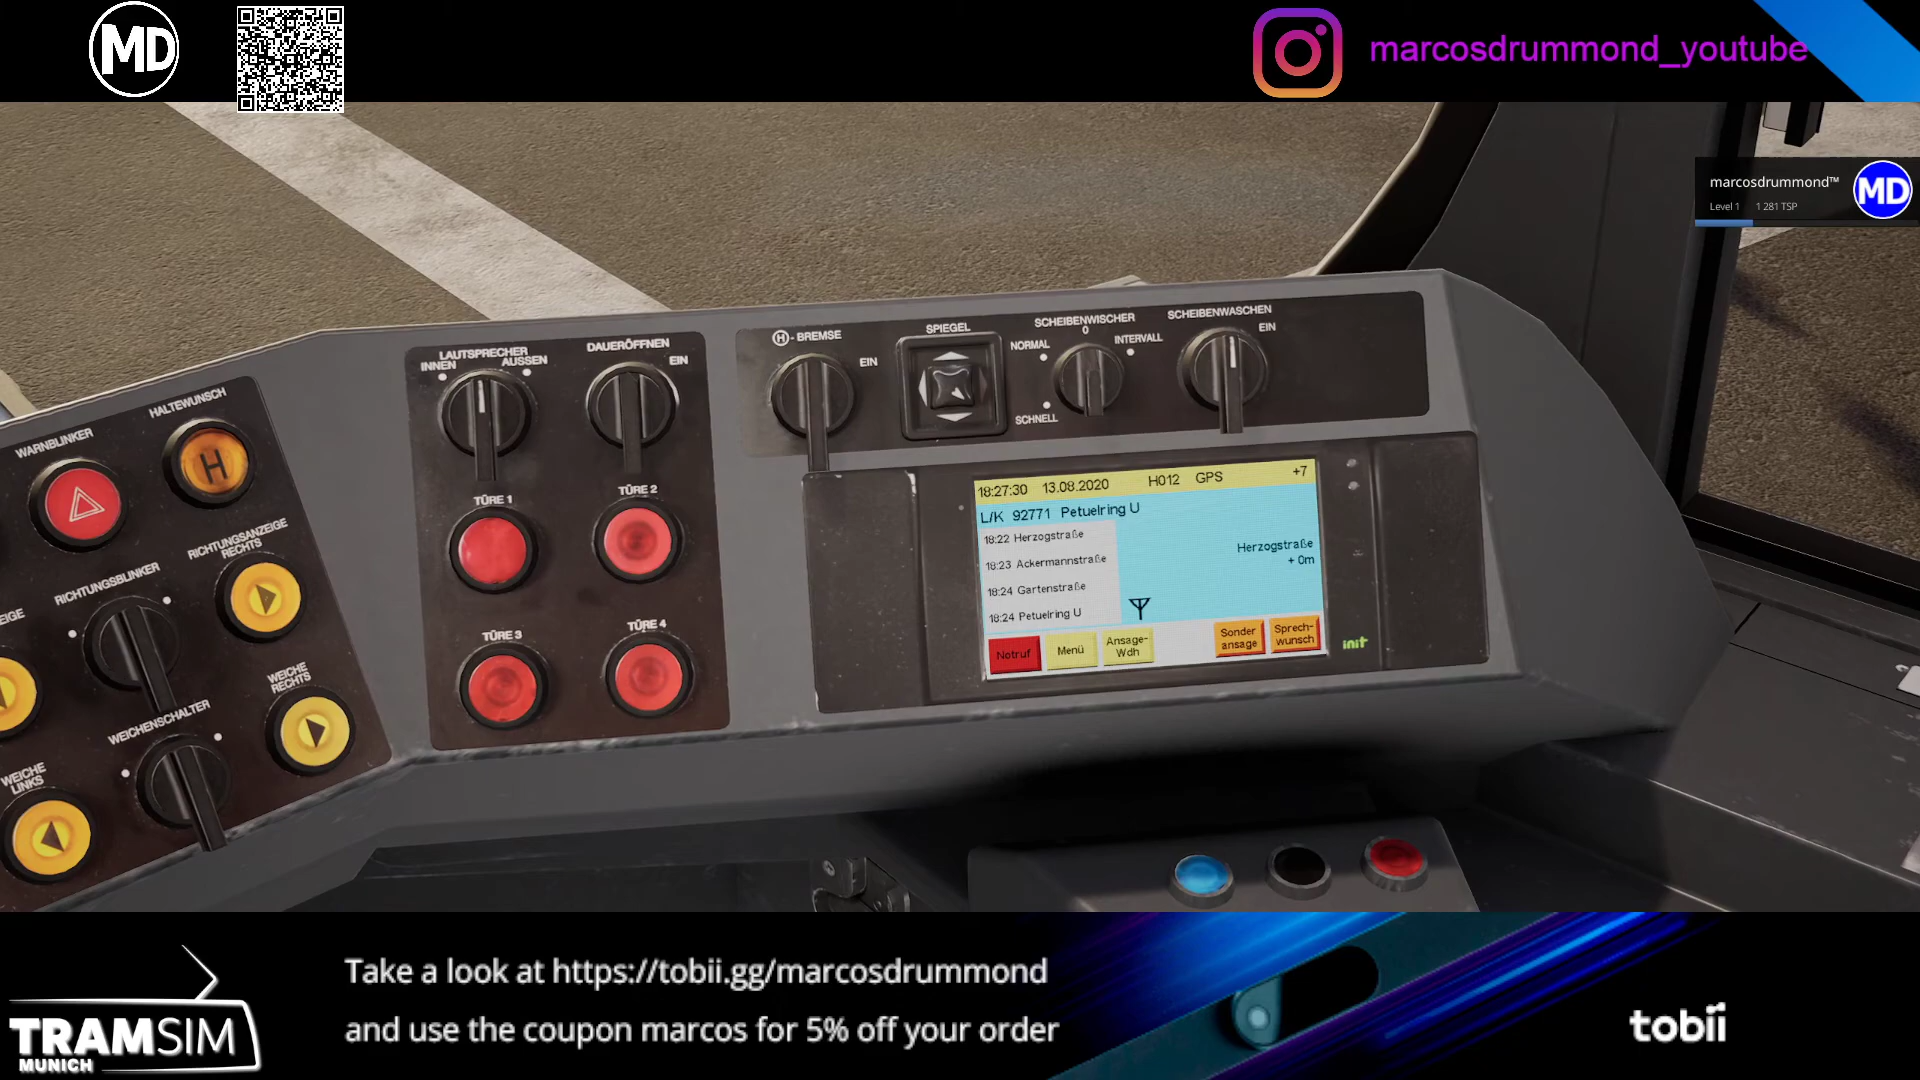 MD
marcosdrummond_youtube
marcosdrummond™
Level 1 1 281 TSP
MD
WARNBLINKER
HALTEWUNSCH
RICHTUNGSBLINKER
RICHTUNGSANZEIGE
RECHTS
EIGE
WEICHENSCHALTER
WEICHE
RECHTS
WEICHE
LINKS
H
LAUTSPRECHER
INNEN
AUSSEN
DAUERÖFFNEN
EIN
TÜRE 1
TÜRE 2
TÜRE 3
TÜRE 4
H - BREMSE
EIN
SPIEGEL
SCHEIBENWISCHER
0
NORMAL
INTERVALL
SCHNELL
SCHEIBENWASCHEN
EIN
18:27:30 13.08.2020 H012 GPS +7
L/K 92771 Petuelring U
18:22 Herzogstraße
18:23 Ackermannstraße
18:24 Gartenstraße
18:24 Petuelring U
Herzogstraße
+ 0m
Notruf
Menü
Ansage-
Wdh
Sonder
ansage
Sprech-
wunsch
init
TRAMSIM
MUNICH
Take a look at https://tobii.gg/marcosdrummond
and use the coupon marcos for 5% off your order
tobii